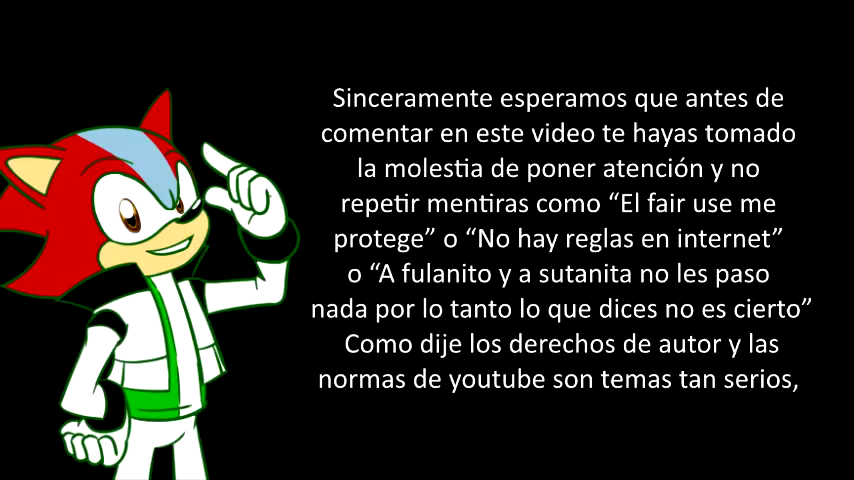 Sinceramente esperamos que antes de
comentar en este video te hayas tomado
la molestia de poner atención y no
repetir mentiras como “El fair use me
protege” o “No hay reglas en internet”
o “A fulanito y a sutanita no les paso
nada por lo tanto lo que dices no es cierto”
Como dije los derechos de autor y las
normas de youtube son temas tan serios,